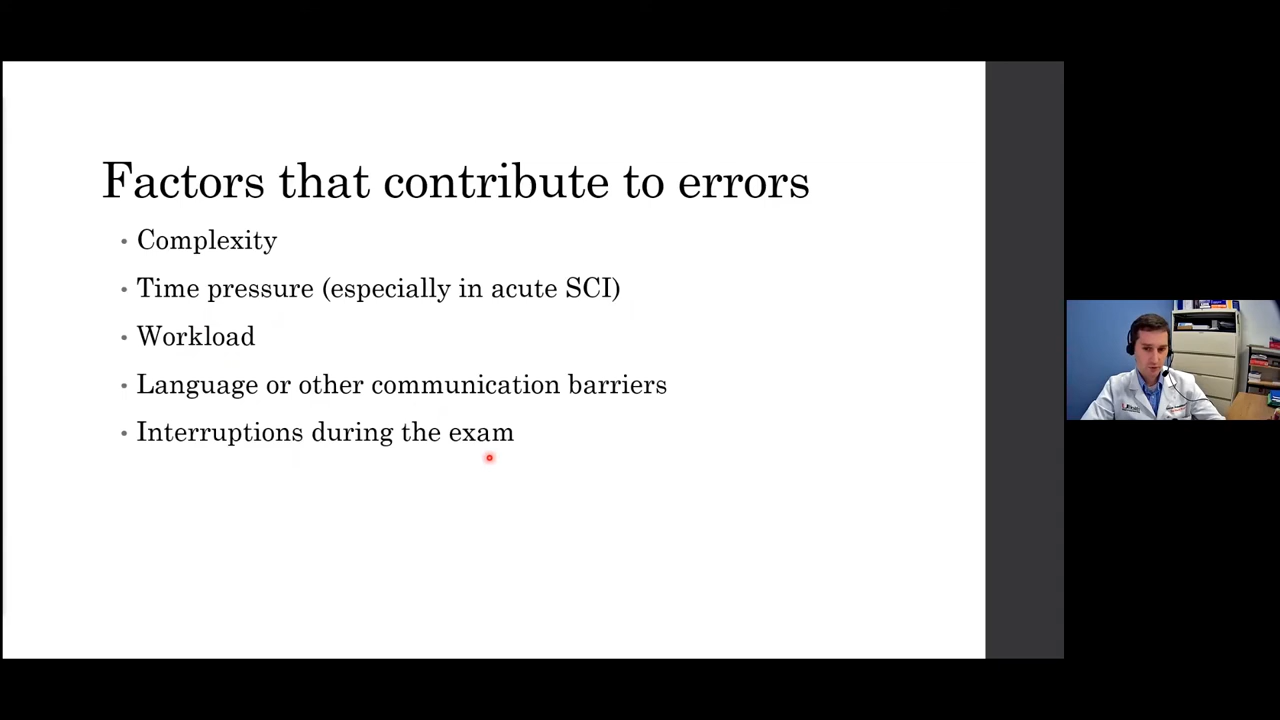 Factors that contribute to errors
• Complexity
• Time pressure (especially in acute SCI)
• Workload
• Language or other communication barriers
• Interruptions during the exam